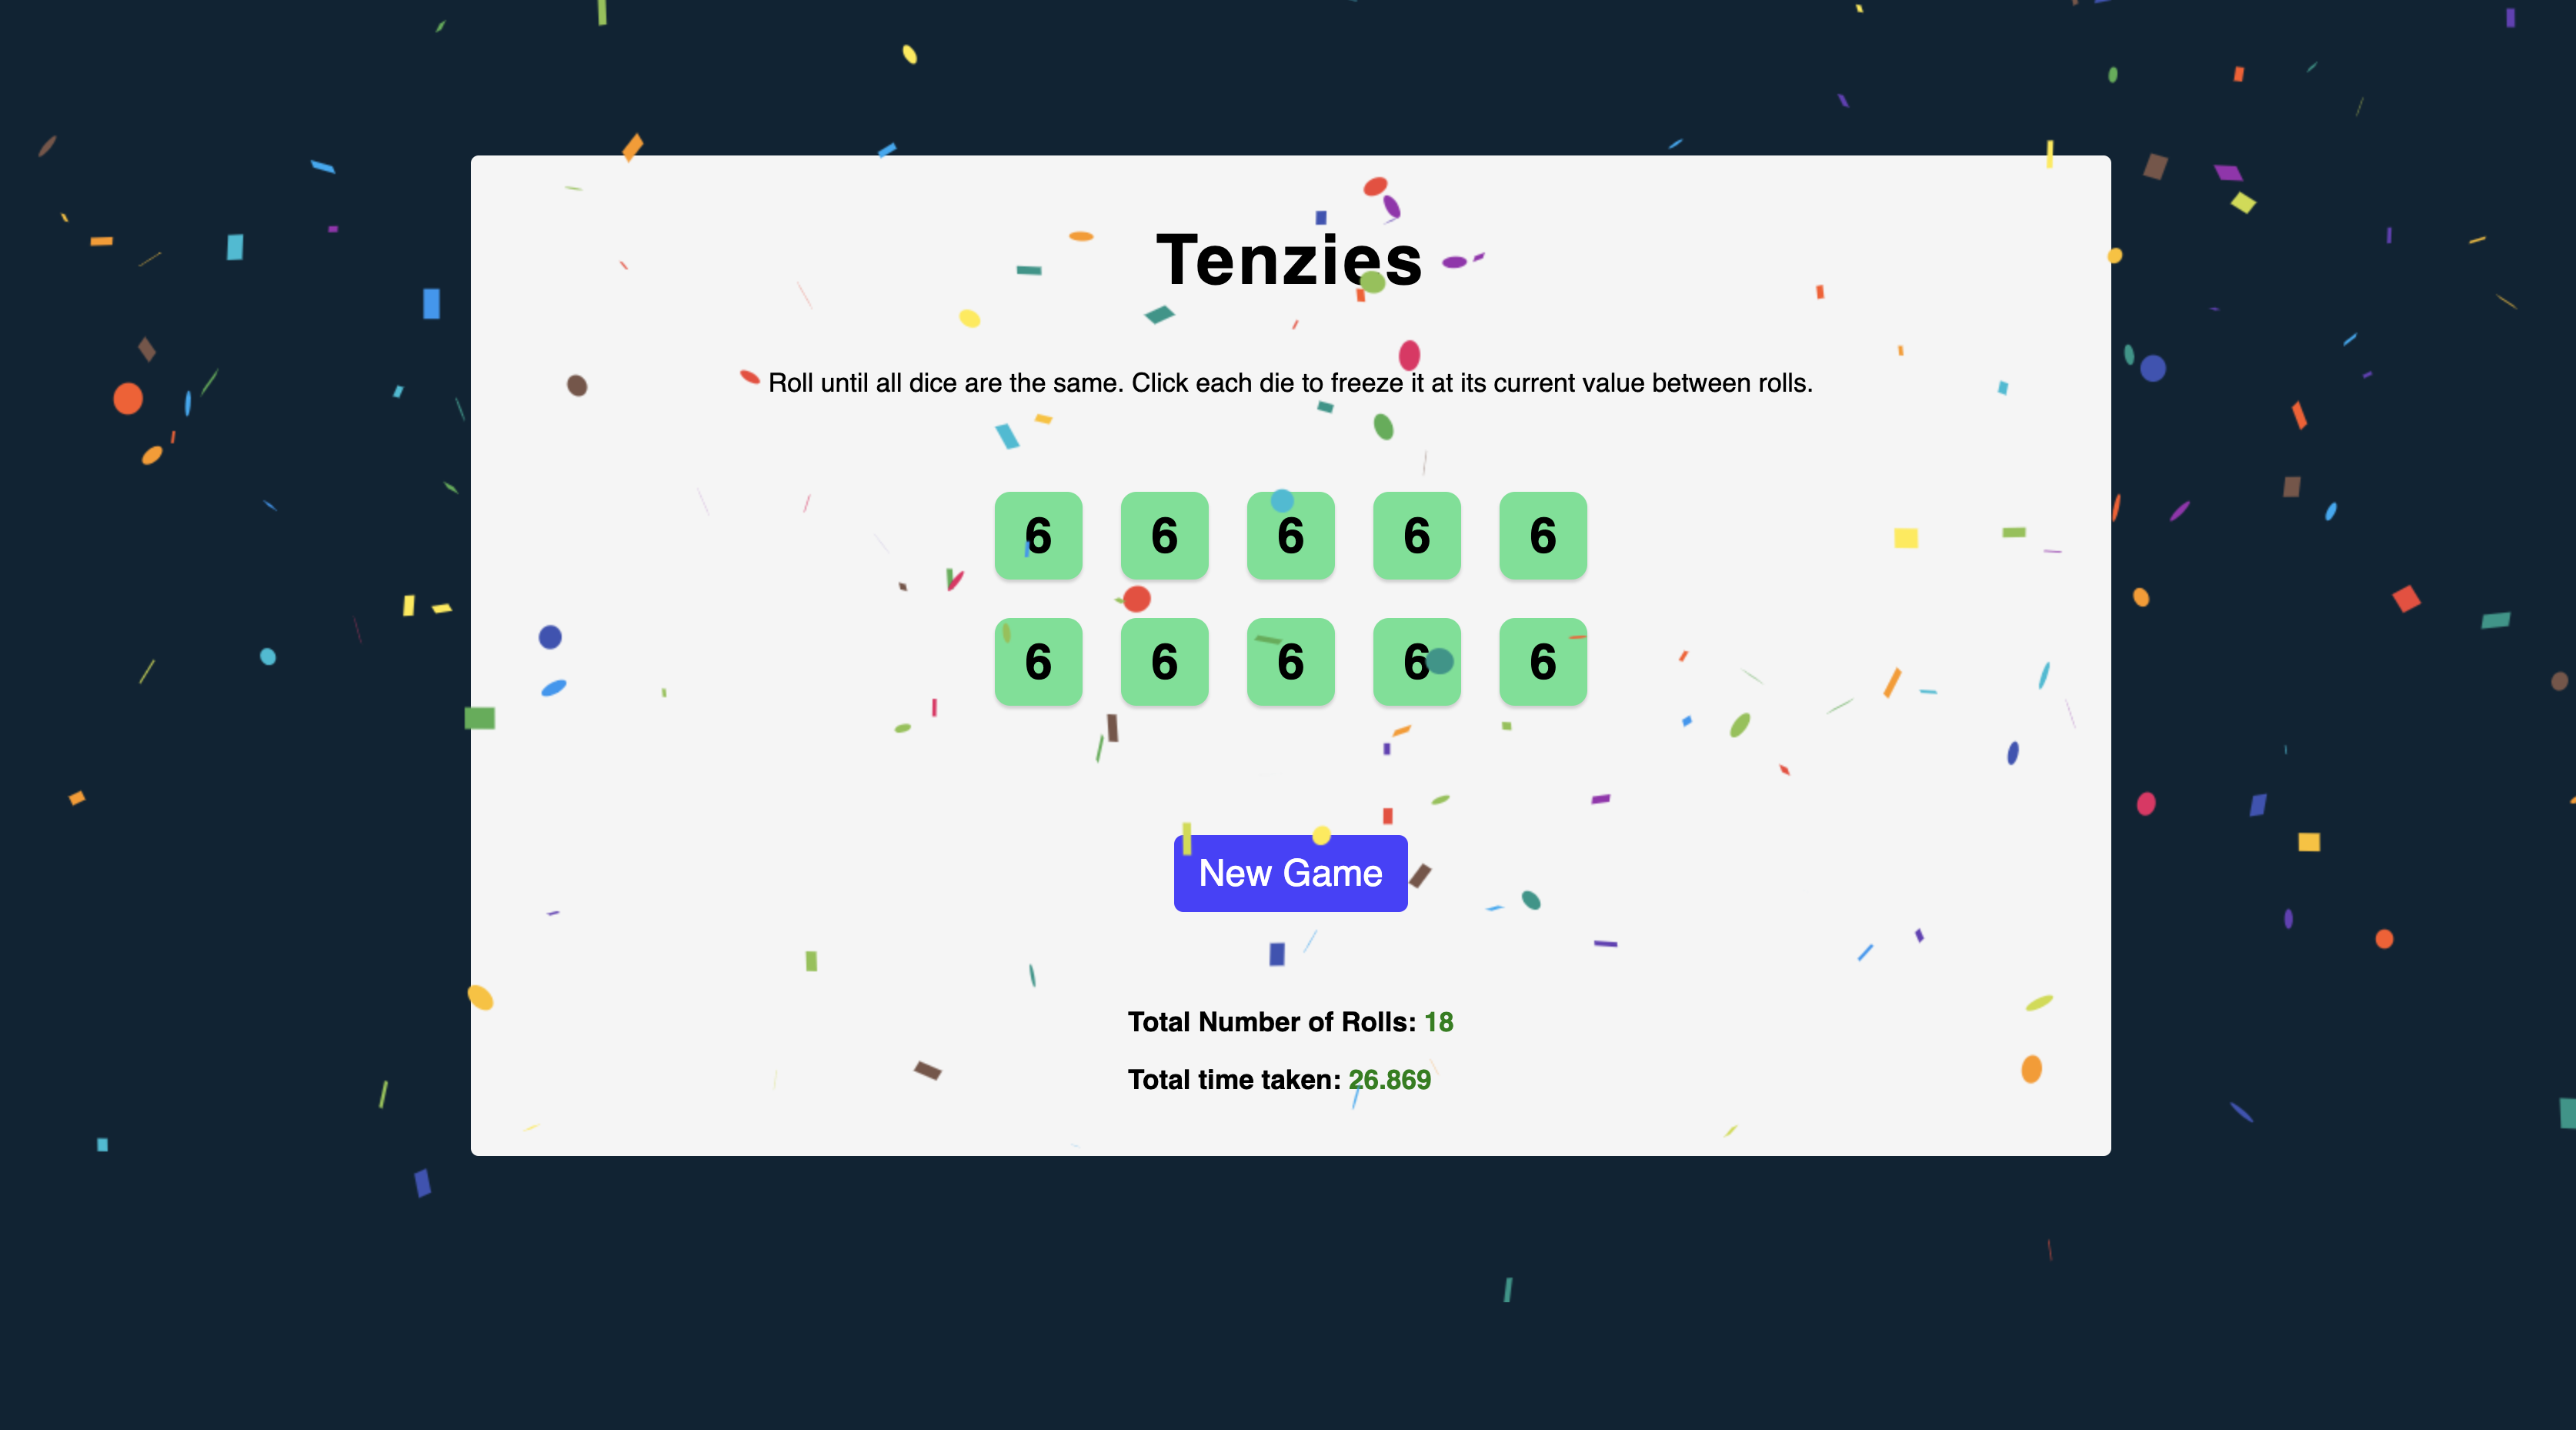 Tenzies
Roll until all dice are the same. Click each die to freeze it at its current value between rolls.
6 6 6 6 6
6 6 6 6 6
New Game
Total Number of Rolls: 18
Total time taken: 26.869